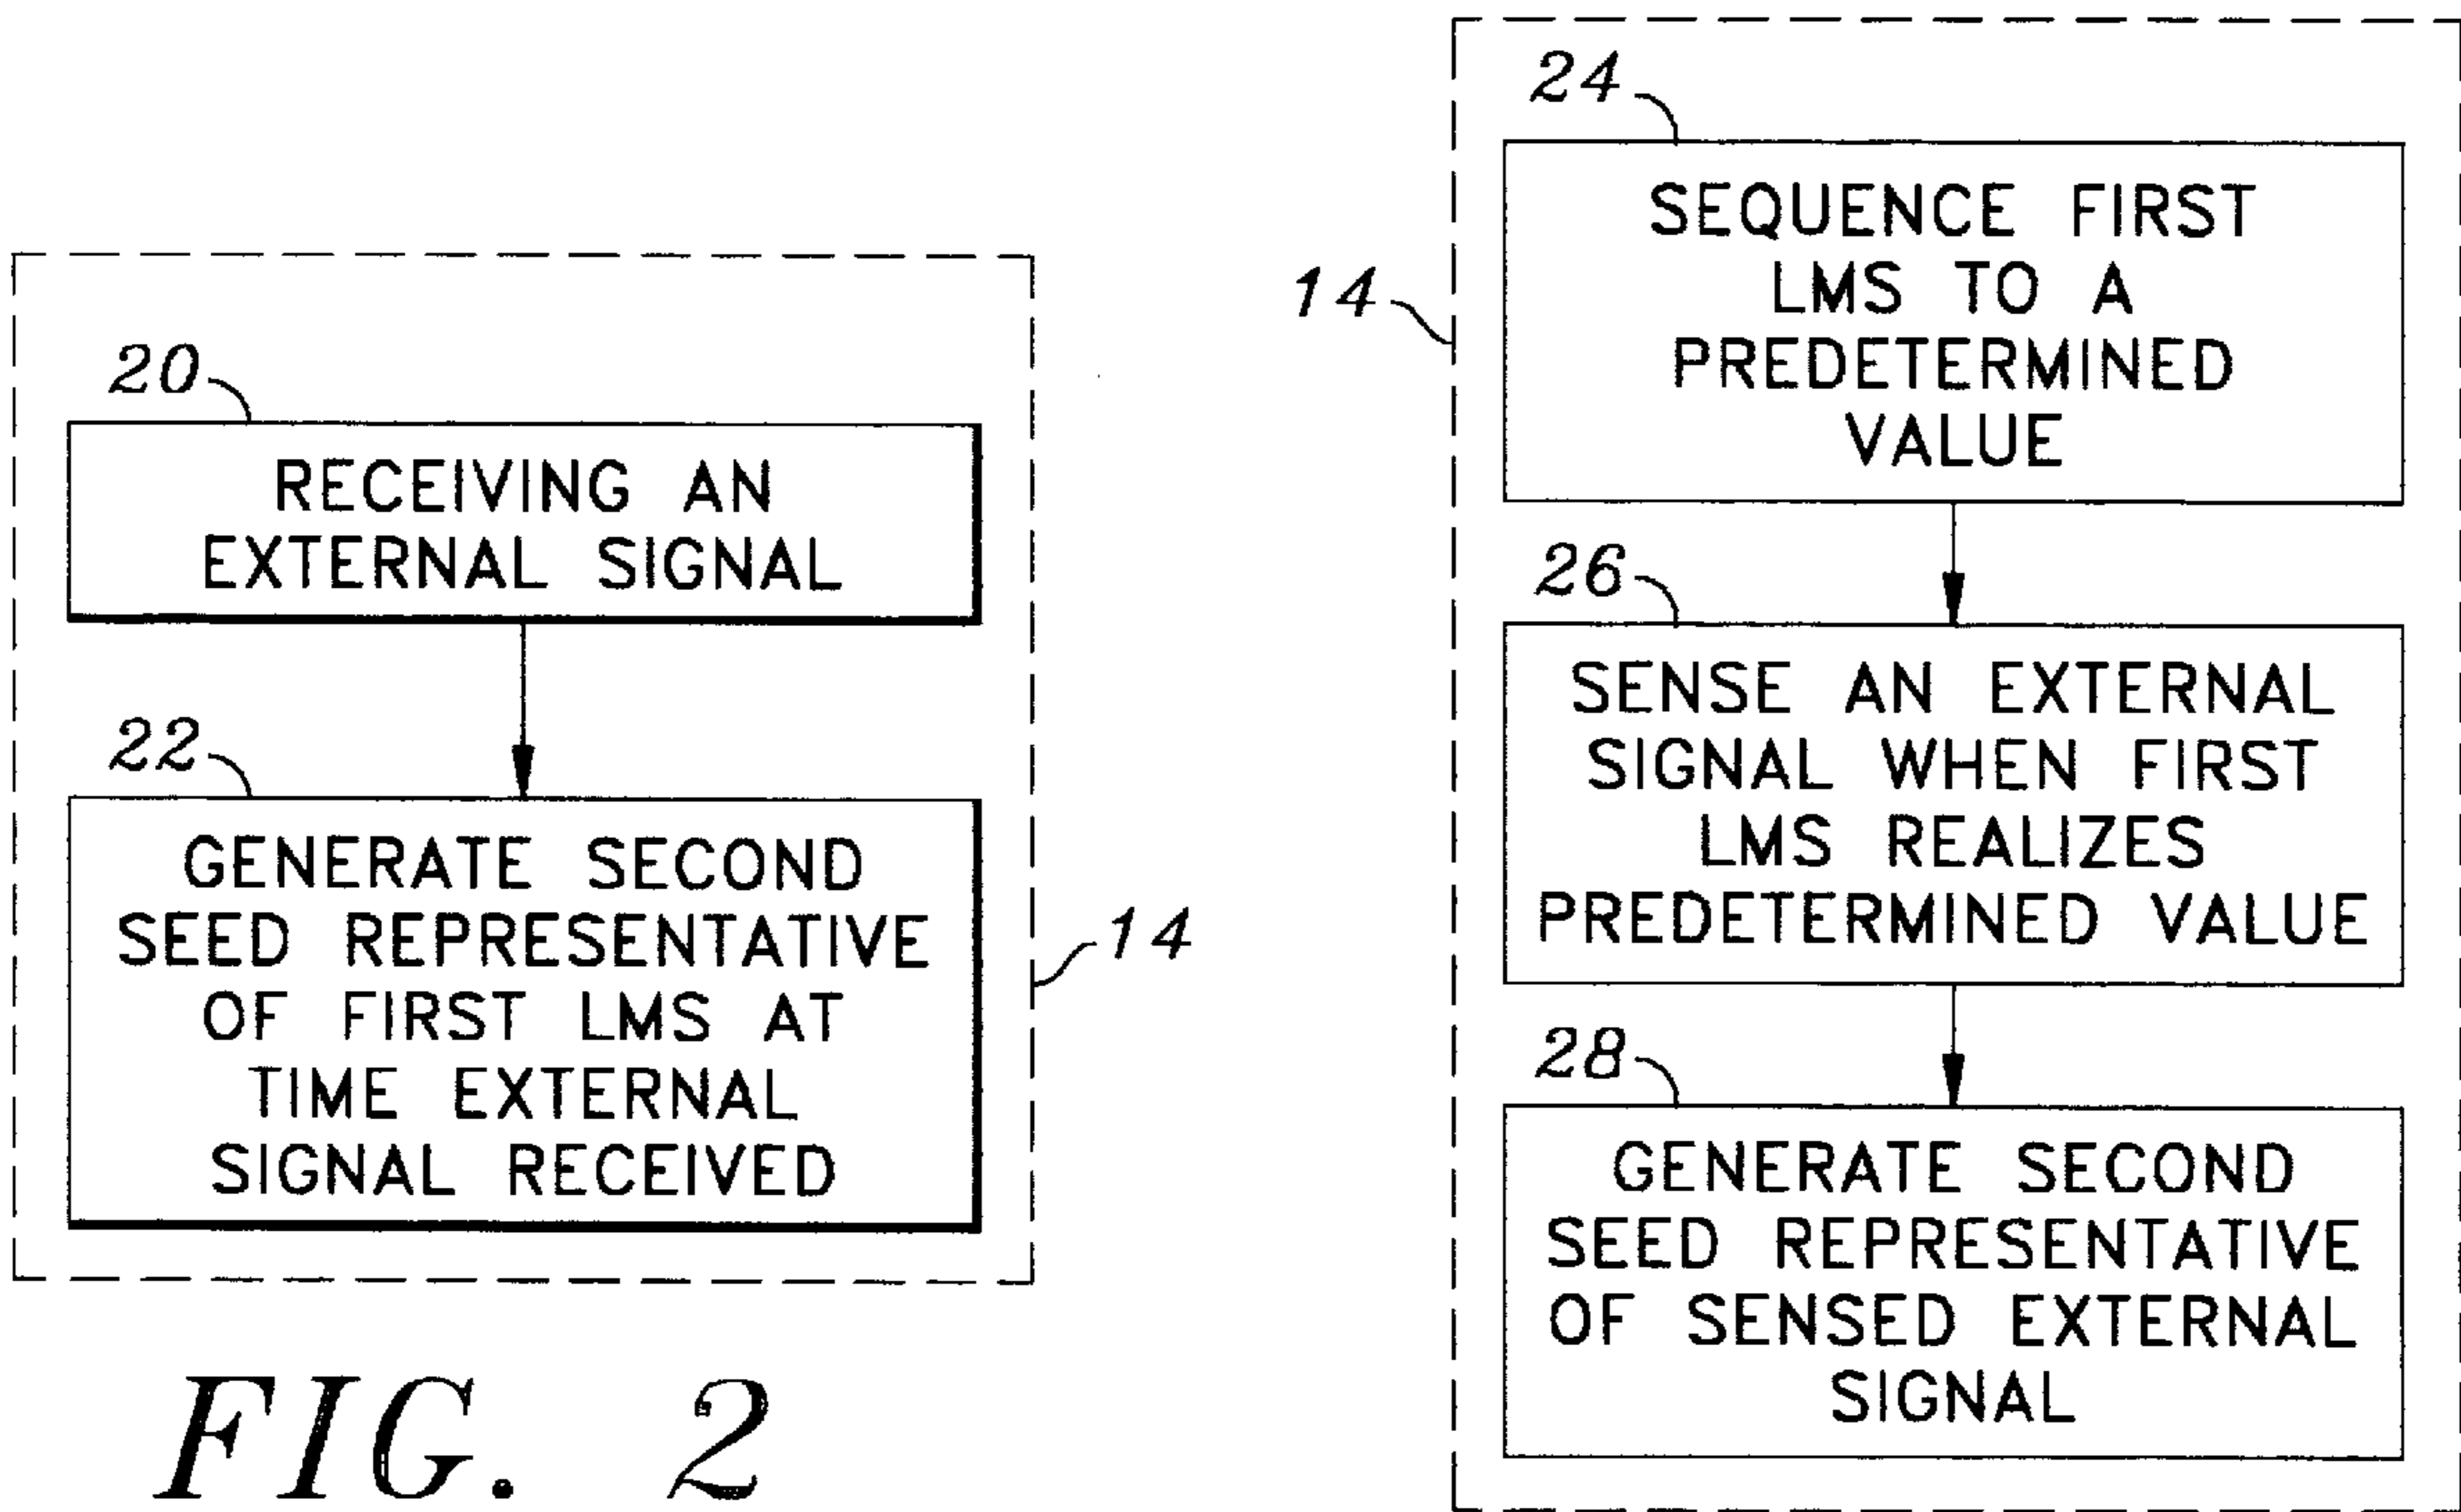 20
RECEIVING AN
EXTERNAL SIGNAL
22
GENERATE SECOND
SEED REPRESENTATIVE
OF FIRST LMS AT
TIME EXTERNAL
SIGNAL RECEIVED
14
FIG. 2
14
24
SEQUENCE FIRST
LMS TO A
PREDETERMINED
VALUE
26
SENSE AN EXTERNAL
SIGNAL WHEN FIRST
LMS REALIZES
PREDETERMINED VALUE
28
GENERATE SECOND
SEED REPRESENTATIVE
OF SENSED EXTERNAL
SIGNAL